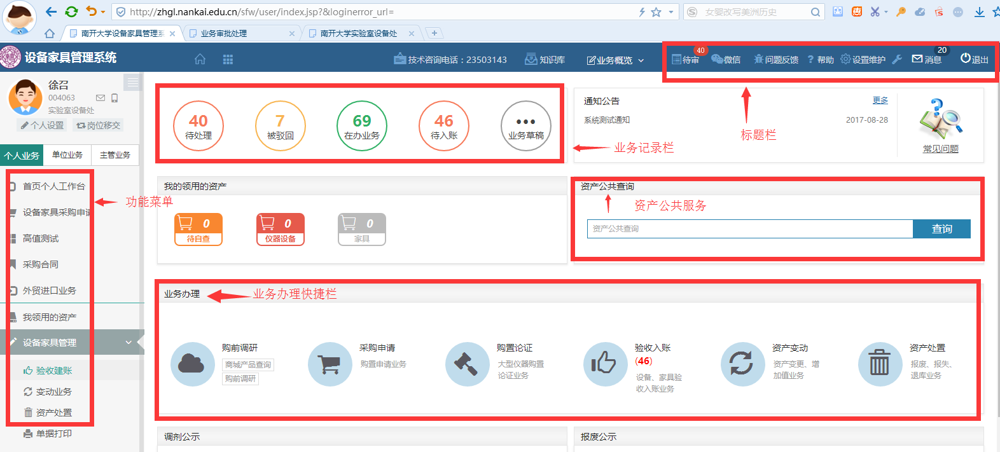 http://zhgl.nankai.edu.cn/sfw/user/index.jsp?&loginerror_url=
女婴改写美洲历史
南开大学设备家具管理系
业务审批处理
南开大学实验室设备处
设备家具管理系统
技术咨询电话：23503143
知识库
业务概览
待审
40
微信
问题反馈
? 帮助
设置维护
消息
20
退出
徐召
004063
实验室设备处
个人设置
岗位移交
个人业务
单位业务
主管业务
首页个人工作台
设备家具采购申请
高值测试
采购合同
外贸进口业务
我领用的资产
设备家具管理
验收建账
变动业务
资产处置
单据打印
功能菜单
40
待处理
7
被驳回
69
在办业务
46
待入账
业务草稿
业务记录栏
通知公告
更多
系统测试通知
2017-08-28
常见问题
标题栏
我的领用的资产
0
待自查
0
仪器设备
0
家具
资产公共查询
资产公共服务
资产公共查询
查询
业务办理
业务办理快捷栏
购前调研
商城产品查询
购前调研
采购申请
购置申请业务
购置论证
大型仪器购置
论证业务
验收入账
(46)
设备、家具验
收入账业务
资产变动
资产变更、增
加值业务
资产处置
报废、报失、
退库业务
调剂公示
报废公示